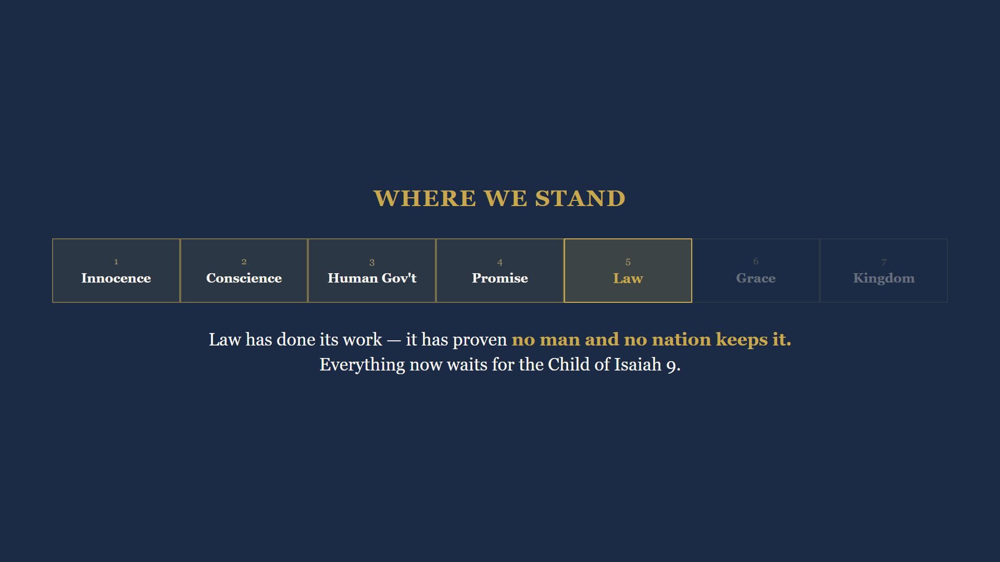 WHERE WE STAND
1
Innocence
2
Conscience
3
Human Gov't
4
Promise
5
Law
6
Grace
7
Kingdom
Law has done its work — it has proven no man and no nation keeps it.
Everything now waits for the Child of Isaiah 9.